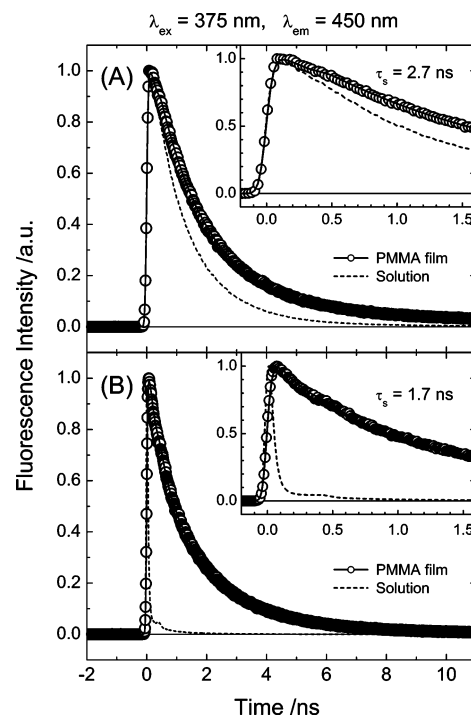 λex = 375 nm, λem = 450 nm
(A)
1.0
0.8
0.6
0.4
0.2
0.0
τs = 2.7 ns
1.0
0.5
0.0
0.0 0.5 1.0 1.5
PMMA film
Solution
(B)
1.0
0.8
0.6
0.4
0.2
0.0
τs = 1.7 ns
1.0
0.5
0.0
0.0 0.5 1.0 1.5
PMMA film
Solution
-2 0 2 4 6 8 10
Fluorescence Intensity /a.u.
Time /ns